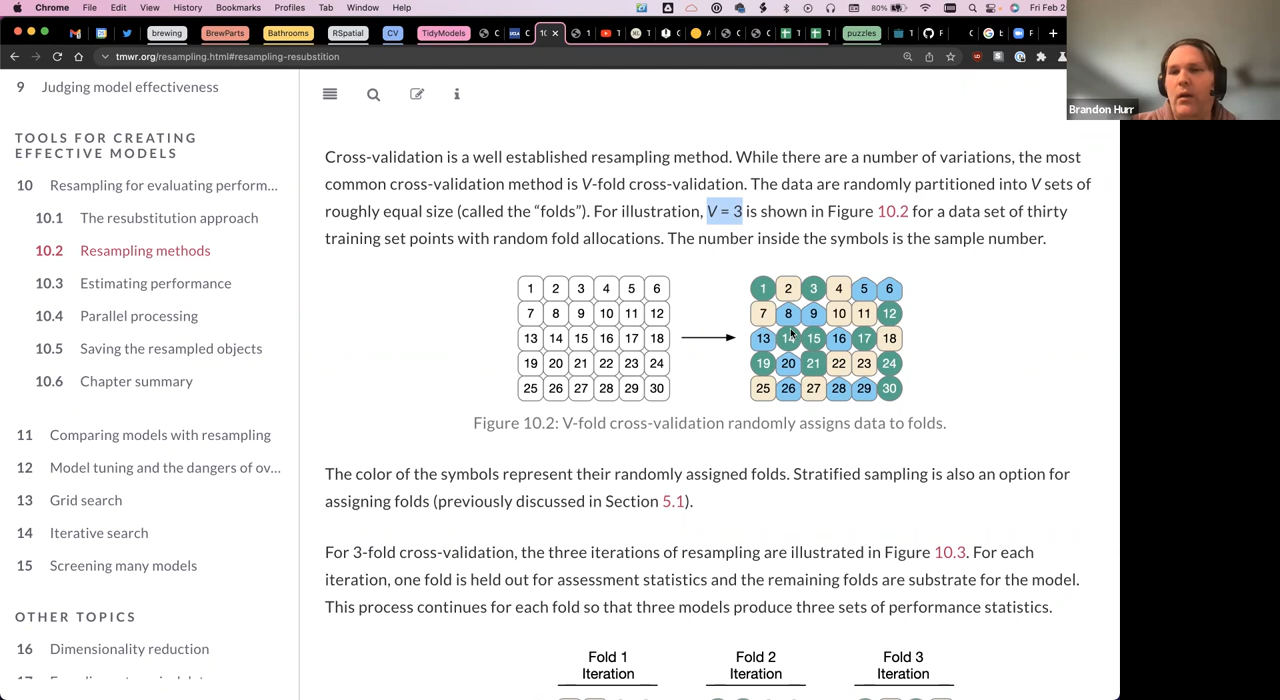 Chrome File Edit View History Bookmarks Profiles Tab Window Help
80%
brewing BrewParts Bathrooms RSpatial CV TidyModels puzzles
tmwr.org/resampling.html#resampling-resubstition
Brandon Hurr
9 Judging model effectiveness
TOOLS FOR CREATING
EFFECTIVE MODELS
10 Resampling for evaluating perform...
10.1 The resubstitution approach
10.2 Resampling methods
10.3 Estimating performance
10.4 Parallel processing
10.5 Saving the resampled objects
10.6 Chapter summary
11 Comparing models with resampling
12 Model tuning and the dangers of ov...
13 Grid search
14 Iterative search
15 Screening many models
OTHER TOPICS
16 Dimensionality reduction
Cross-validation is a well established resampling method. While there are a number of variations, the most
common cross-validation method is V-fold cross-validation. The data are randomly partitioned into V sets of
roughly equal size (called the “folds”). For illustration, V = 3 is shown in Figure 10.2 for a data set of thirty
training set points with random fold allocations. The number inside the symbols is the sample number.
1 2 3 4 5 6 1 2 3 4 5 6
7 8 9 10 11 12 7 8 9 10 11 12
13 14 15 16 17 18 13 14 15 16 17 18
19 20 21 22 23 24 19 20 21 22 23 24
25 26 27 28 29 30 25 26 27 28 29 30
Figure 10.2: V-fold cross-validation randomly assigns data to folds.
The color of the symbols represent their randomly assigned folds. Stratified sampling is also an option for
assigning folds (previously discussed in Section 5.1).
For 3-fold cross-validation, the three iterations of resampling are illustrated in Figure 10.3. For each
iteration, one fold is held out for assessment statistics and the remaining folds are substrate for the model.
This process continues for each fold so that three models produce three sets of performance statistics.
Fold 1 Fold 2 Fold 3
Iteration Iteration Iteration